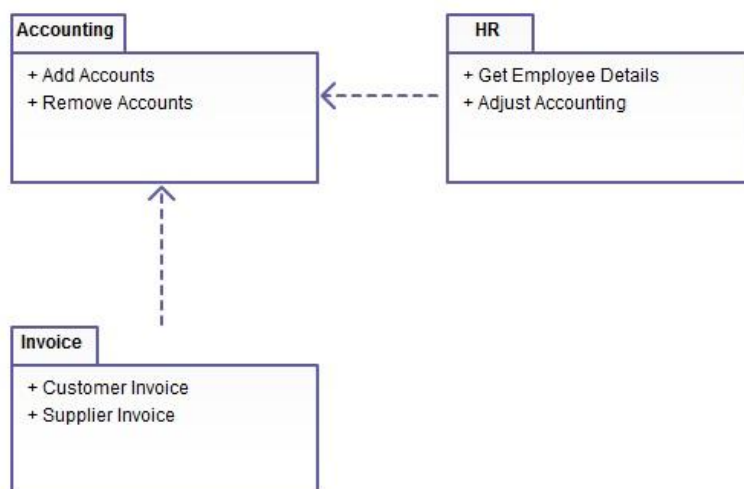 Accounting
+ Add Accounts
+ Remove Accounts
HR
+ Get Employee Details
+ Adjust Accounting
Invoice
+ Customer Invoice
+ Supplier Invoice